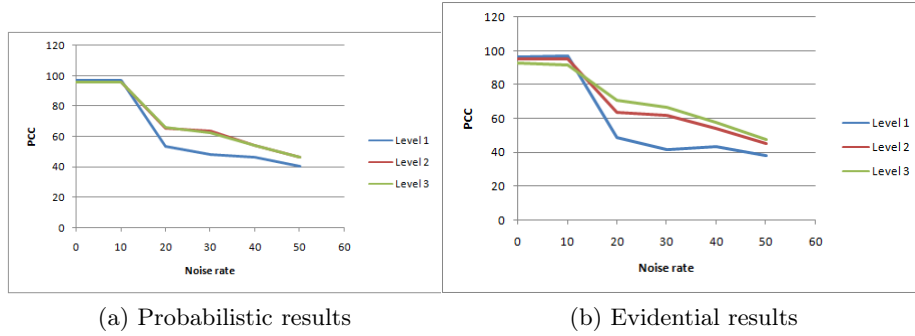 120
100
80
60
40
20
0
PCC
0 10 20 30 40 50 60
Noise rate
Level 1
Level 2
Level 3
(a) Probabilistic results
120
100
80
60
40
20
0
PCC
0 10 20 30 40 50 60
Noise rate
Level 1
Level 2
Level 3
(b) Evidential results